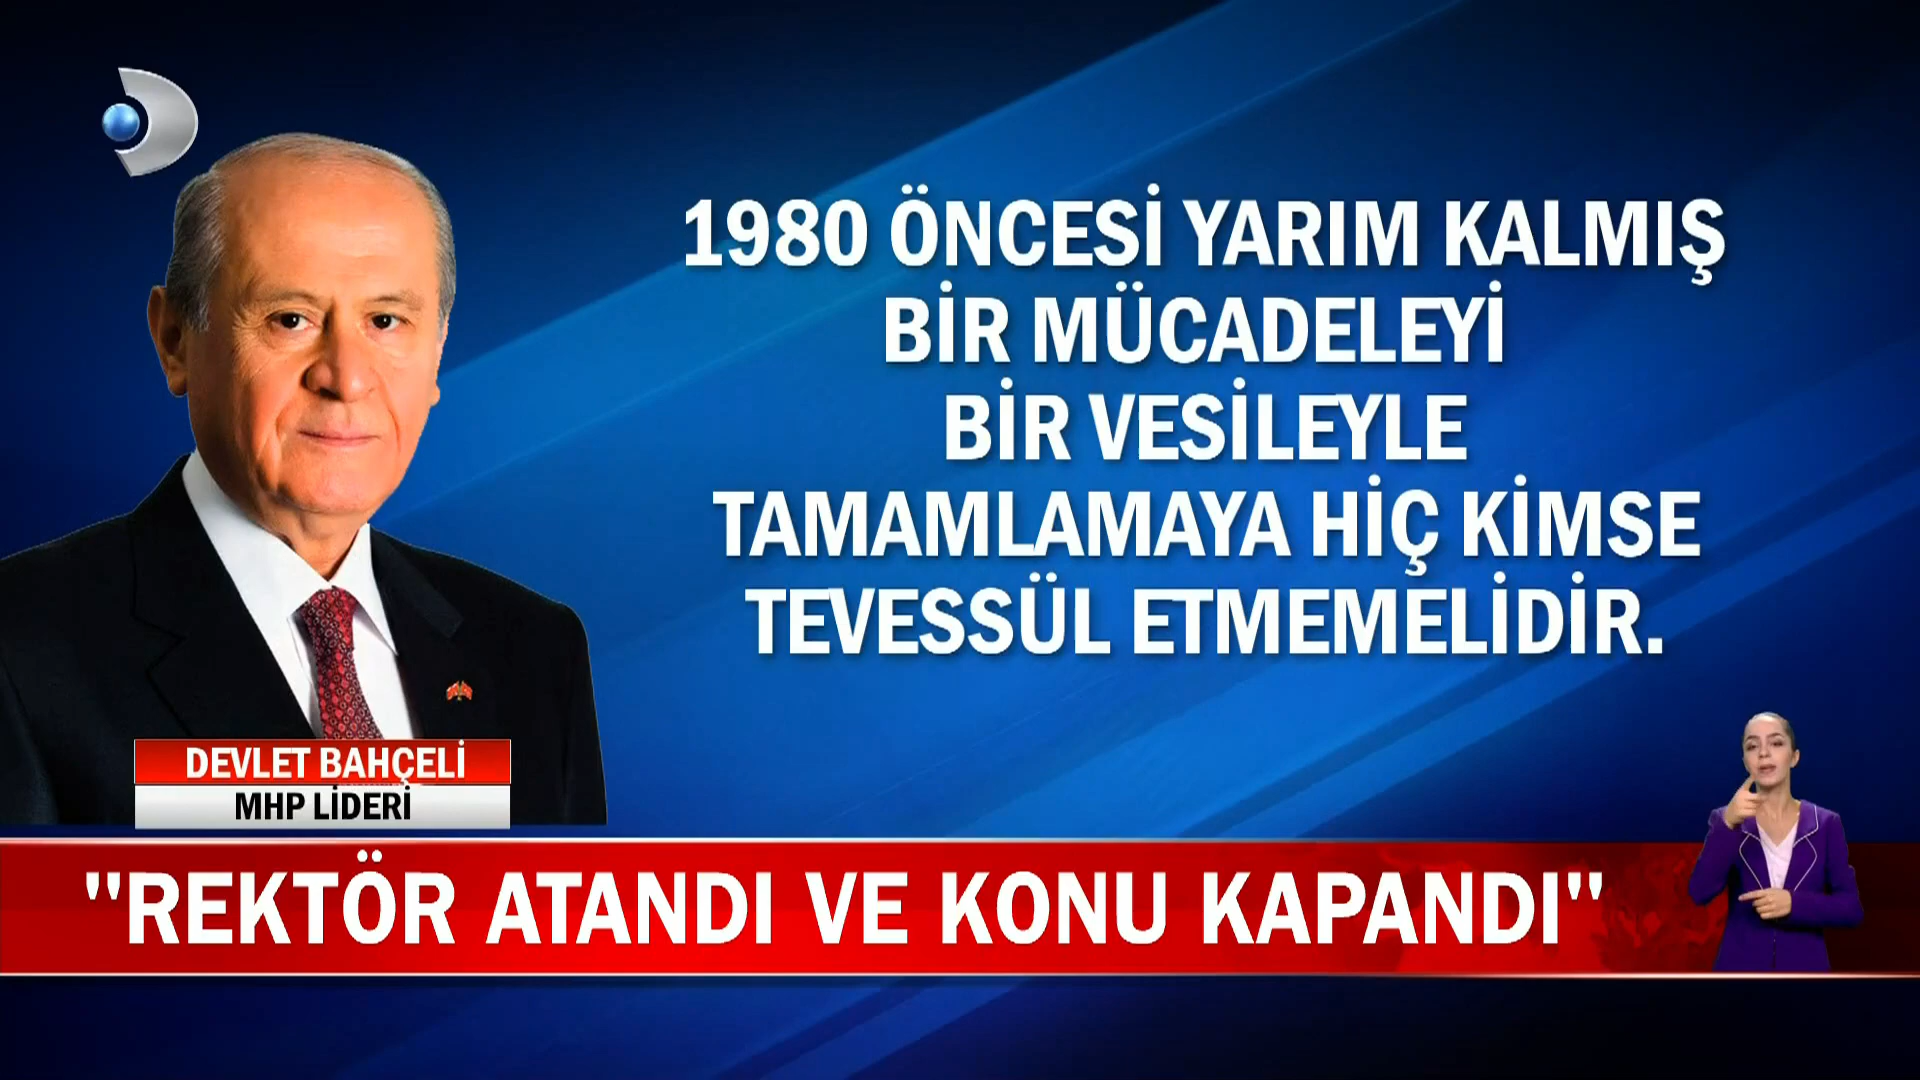 1980 ÖNCESİ YARIM KALMIŞ
BİR MÜCADELEYİ
BİR VESİLEYLE
TAMAMLAMAYA HİÇ KİMSE
TEVESSÜL ETMEMELİDİR.
DEVLET BAHÇELİ
MHP LİDERİ
"REKTÖR ATANDI VE KONU KAPANDI"